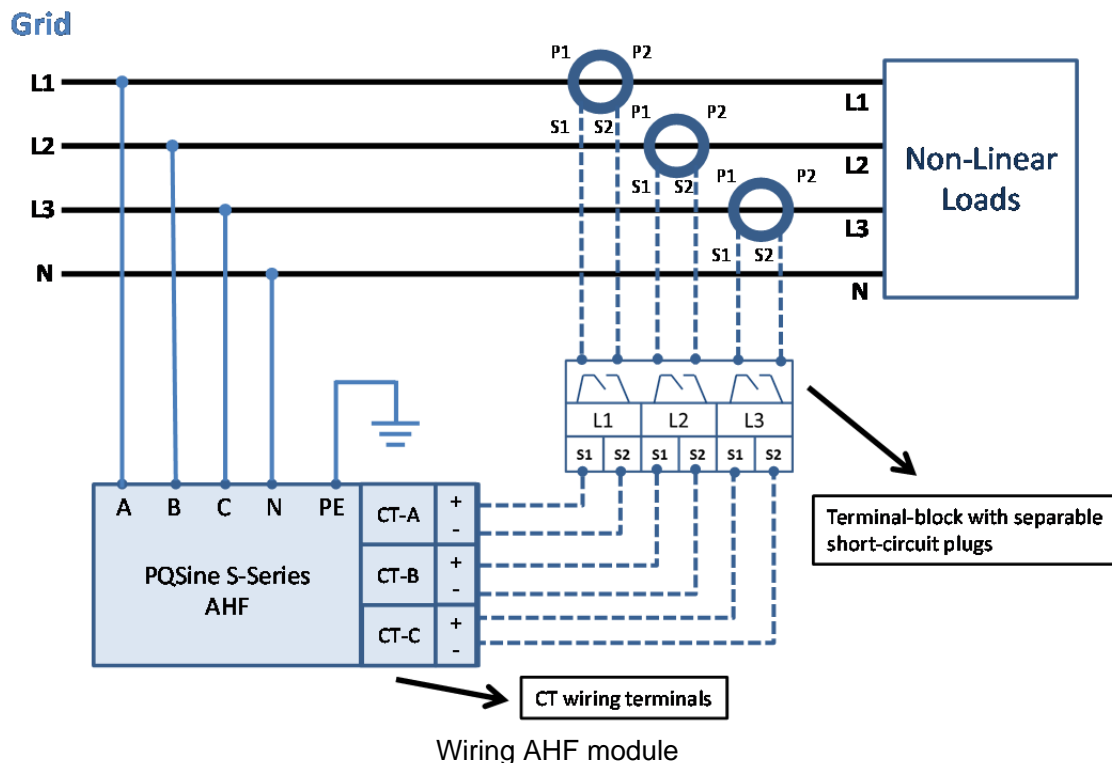 Grid
P1 P2
L1 L1
P1 P2
S1 S2
L2 L2
P1 P2
S1 S2
L3 L3
S1 S2
N N
Non-Linear
Loads
L1 L2 L3
S1 S2 S1 S2 S1 S2
A B C N PE
CT-A + -
CT-B + -
CT-C + -
PQSine S-Series
AHF
Terminal-block with separable
short-circuit plugs
CT wiring terminals
Wiring AHF module